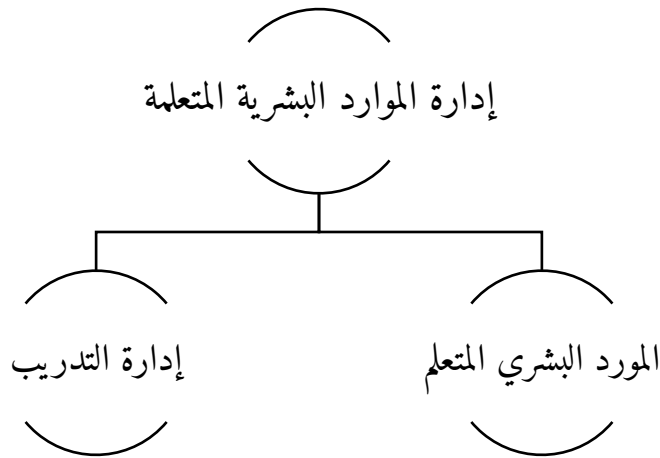 إدارة الموارد البشرية المتعلمة
المورد البشري المتعلم
إدارة التدريب